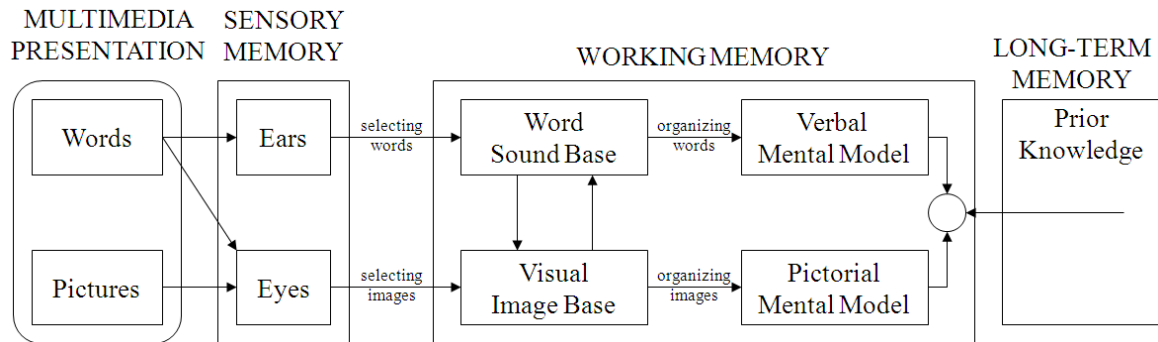 MULTIMEDIA
PRESENTATION
SENSORY
MEMORY
WORKING MEMORY
LONG-TERM
MEMORY
Words
Ears
selecting
words
Word
Sound Base
organizing
words
Verbal
Mental Model
Prior
Knowledge
Pictures
Eyes
selecting
images
Visual
Image Base
organizing
images
Pictorial
Mental Model